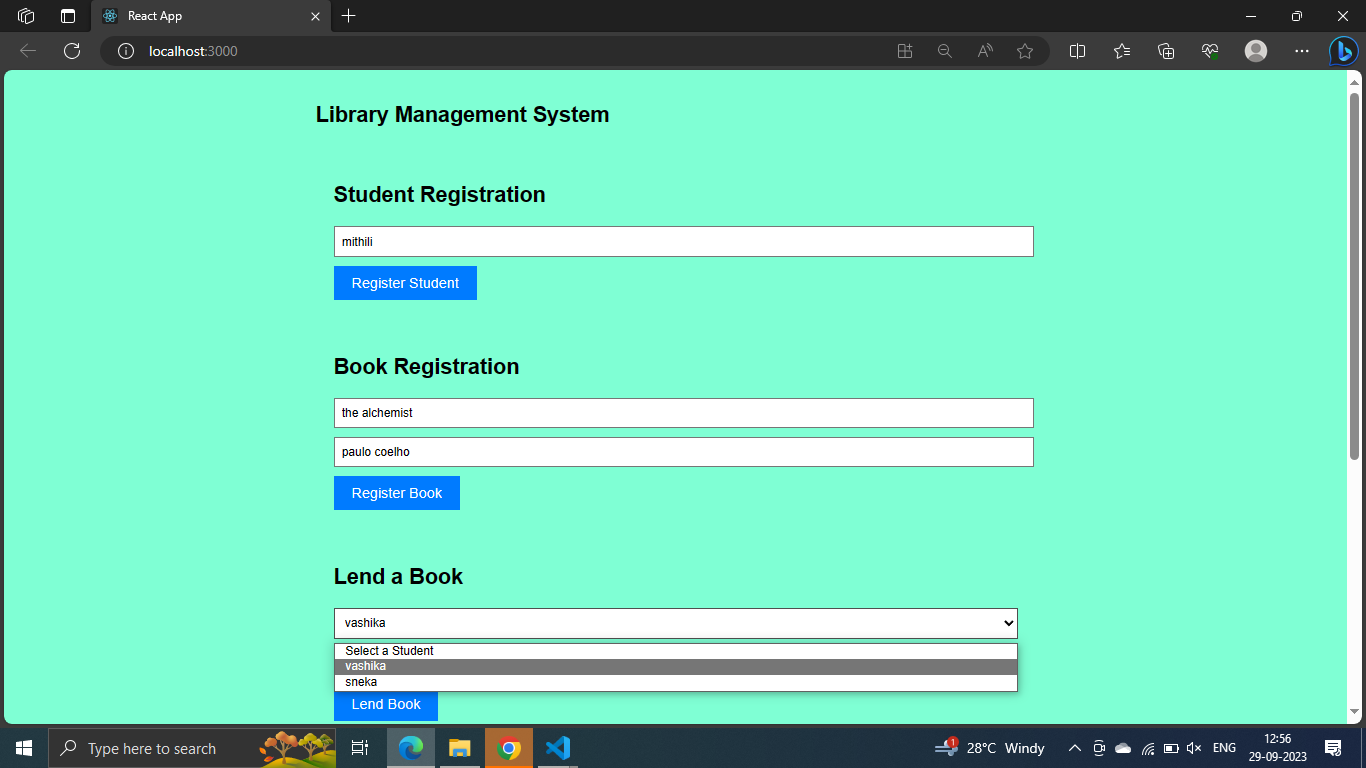 React App
localhost:3000
Library Management System
Student Registration
mithili
Register Student
Book Registration
the alchemist
paulo coelho
Register Book
Lend a Book
vashika
Select a Student
vashika
sneka
Lend Book
Type here to search
1
28°C Windy
ENG
12:56
29-09-2023